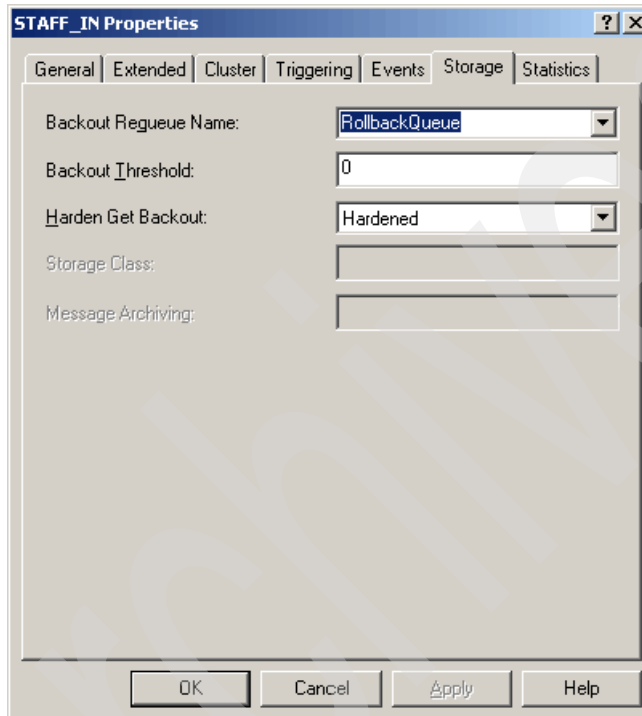 STAFF_IN Properties
General Extended Cluster Triggering Events Storage Statistics
Backout Regueue Name: RollbackQueue
Backout Threshold: 0
Harden Get Backout: Hardened
Storage Class:
Message Archiving:
OK Cancel Apply Help